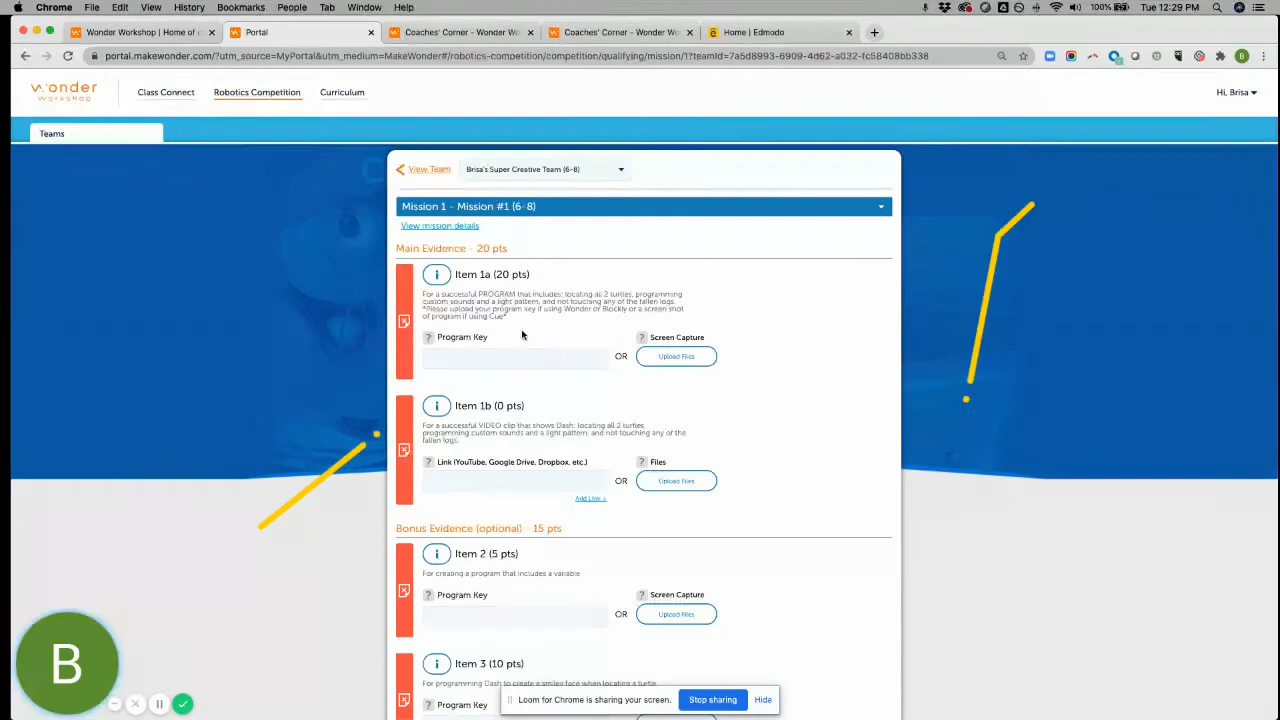 Chrome File Edit View History Bookmarks People Tab Window Help 100% Tue 12:29 PM
Wonder Workshop | Home of c × Portal × Coaches' Corner - Wonder Wo × Coaches' Corner - Wonder Wo × Home | Edmodo × +
portal.makewonder.com/?utm_source=MyPortal&utm_medium=MakeWonder#/robotics-competition/competition/qualifying/mission/1?teamId=7a5d8993-6909-4d62-a032-fc58408bb338
B
wonder
workshop
Class Connect Robotics Competition Curriculum Hi, Brisa
Teams
View Team Brisa's Super Creative Team (6-8)
Mission 1 - Mission #1 (6-8)
View mission details
Main Evidence - 20 pts
i Item 1a (20 pts)
For a successful PROGRAM that includes: locating all 2 turtles, programming
custom sounds and a light pattern, and not touching any of the fallen logs.
*Please upload your program key if using Wonder or Blockly or a screen shot
of program if using Cue*
? Program Key ? Screen Capture
OR Upload Files
i Item 1b (0 pts)
For a successful VIDEO clip that shows Dash: locating all 2 turtles,
programming custom sounds and a light pattern, and not touching any of the
fallen logs.
? Link (YouTube, Google Drive, Dropbox, etc.) ? Files
OR Upload Files
Add Link +
Bonus Evidence (optional) - 15 pts
i Item 2 (5 pts)
For creating a program that includes a variable
? Program Key ? Screen Capture
OR Upload Files
i Item 3 (10 pts)
For programming Dash to create a smiley face when locating a turtle.
? Program Key
B
Loom for Chrome is sharing your screen. Stop sharing Hide